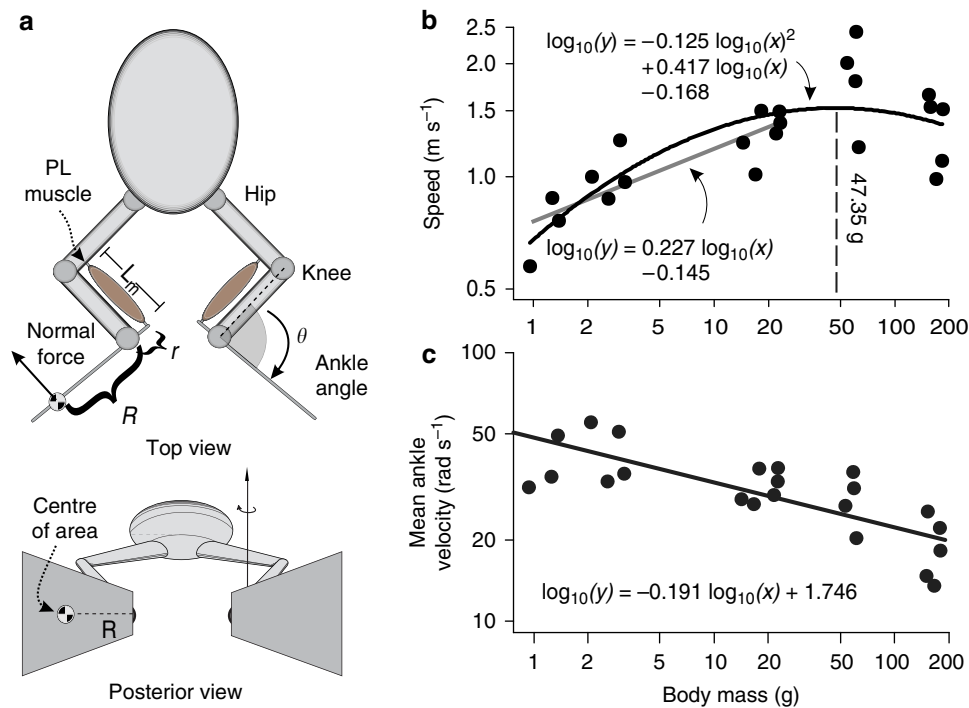 a
PL
muscle
Hip
Lm
Knee
Normal
force
r
θ
Ankle
angle
R
Top view
Centre
of area
R
Posterior view
b
Speed (m s⁻¹)
2.5
2.0
1.5
1.0
0.5
log₁₀(y) = −0.125 log₁₀(x)²
+0.417 log₁₀(x)
−0.168
log₁₀(y) = 0.227 log₁₀(x)
−0.145
47.35 g
1 2 5 10 20 50 100 200
c
Mean ankle
velocity (rad s⁻¹)
100
50
20
10
log₁₀(y) = −0.191 log₁₀(x) + 1.746
1 2 5 10 20 50 100 200
Body mass (g)